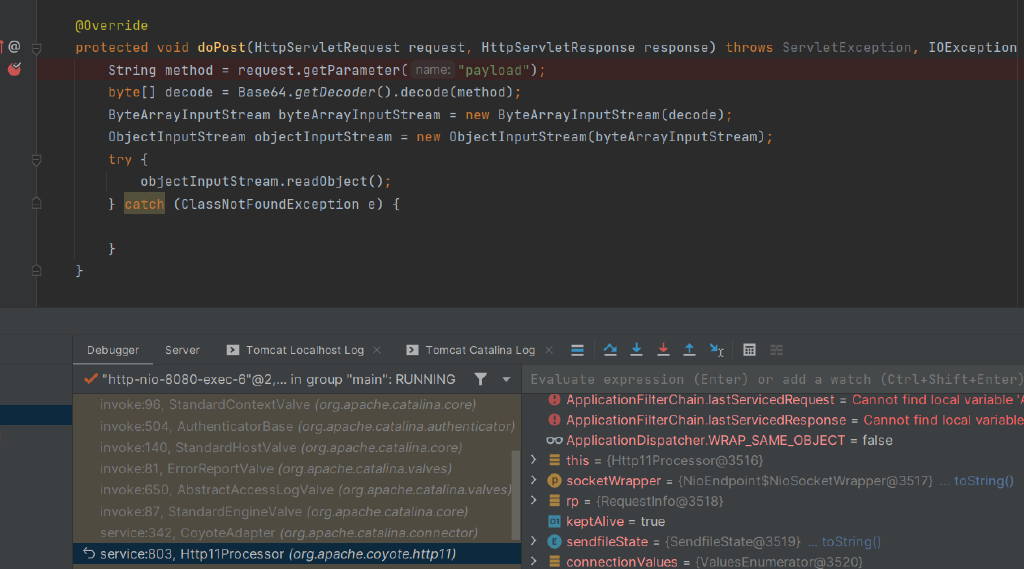 @Override
@ protected void doPost(HttpServletRequest request, HttpServletResponse response) throws ServletException, IOException
String method = request.getParameter( name: "payload");
byte[] decode = Base64.getDecoder().decode(method);
ByteArrayInputStream byteArrayInputStream = new ByteArrayInputStream(decode);
ObjectInputStream objectInputStream = new ObjectInputStream(byteArrayInputStream);
try {
objectInputStream.readObject();
} catch (ClassNotFoundException e) {
}
}
Debugger Server Tomcat Localhost Log × Tomcat Catalina Log ×
"http-nio-8080-exec-6"@2,... in group "main": RUNNING
invoke:96, StandardContextValve (org.apache.catalina.core)
invoke:504, AuthenticatorBase (org.apache.catalina.authenticator)
invoke:140, StandardHostValve (org.apache.catalina.core)
invoke:81, ErrorReportValve (org.apache.catalina.valves)
invoke:650, AbstractAccessLogValve (org.apache.catalina.valves)
invoke:87, StandardEngineValve (org.apache.catalina.core)
service:342, CoyoteAdapter (org.apache.catalina.connector)
service:803, Http11Processor (org.apache.coyote.http11)
Evaluate expression (Enter) or add a watch (Ctrl+Shift+Enter)
ApplicationFilterChain.lastServicedRequest = Cannot find local variable 'A
ApplicationFilterChain.lastServicedResponse = Cannot find local variable
ApplicationDispatcher.WRAP_SAME_OBJECT = false
this = {Http11Processor@3516}
socketWrapper = {NioEndpoint$NioSocketWrapper@3517} ... toString()
rp = {RequestInfo@3518}
keptAlive = true
sendfileState = {SendfileState@3519} ... toString()
connectionValues = {ValuesEnumerator@3520}